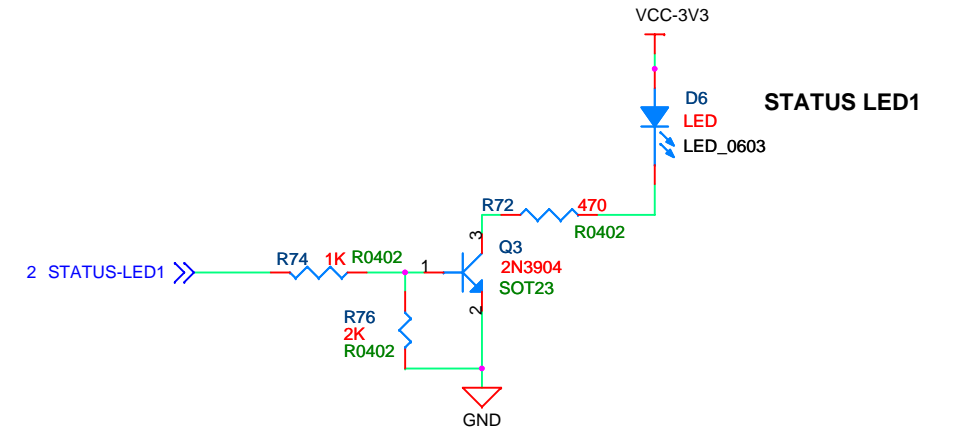 VCC-3V3
D6
STATUS LED1
LED
LED_0603
R72
470
R0402
3
Q3
2N3904
SOT23
R74
1K
R0402
1
2 STATUS-LED1
2
R76
2K
R0402
GND